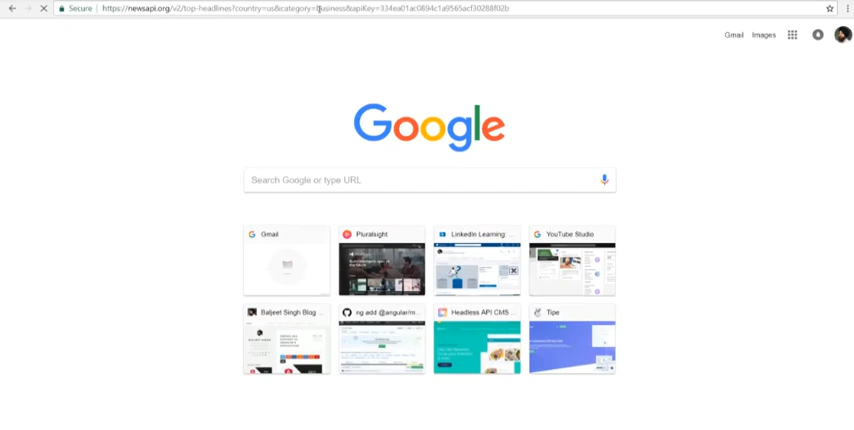 Secure https://newsapi.org/v2/top-headlines?country=us&category=business&apiKey=334ea01ac0894c1a9565acf30288f02b
Gmail Images
Google
Search Google or type URL
Gmail Pluralsight LinkedIn Learning: ... YouTube Studio
Baljeet Singh Blog ... ng add @angular/m... Headless API CMS ... Tipe